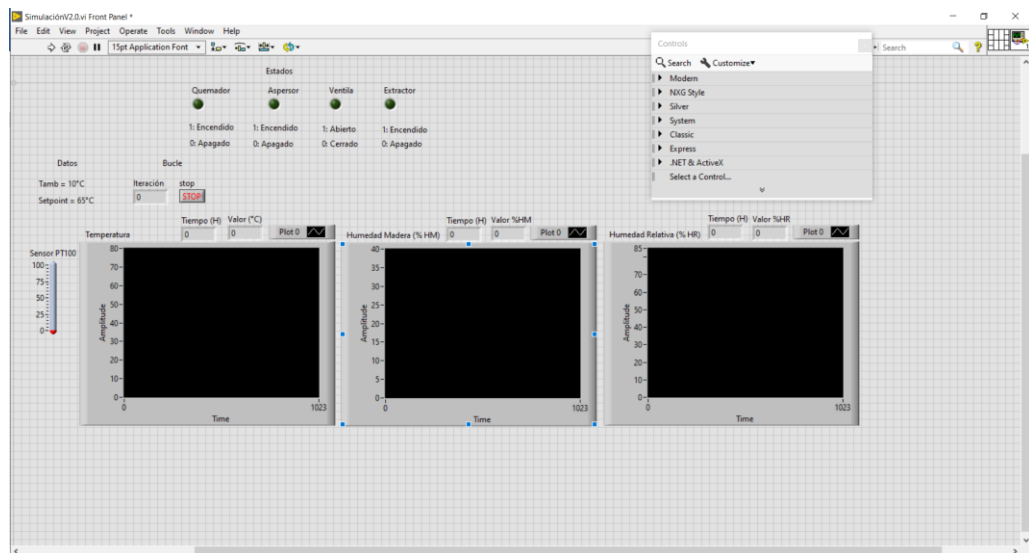 SimulaciónV2.0.vi Front Panel *
File Edit View Project Operate Tools Window Help
15pt Application Font
Search
Controls
Search Customize
Modern
NXG Style
Silver
System
Classic
Express
.NET & ActiveX
Select a Control...
Estados
Quemador Aspersor Ventila Extractor
1: Encendido 1: Encendido 1: Abierto 1: Encendido
0: Apagado 0: Apagado 0: Cerrado 0: Apagado
Datos Bucle
Tamb = 10°C Iteración stop
Setpoint = 65°C 0 STOP
Sensor PT100
100
75
50
25
0
Tiempo (H) Valor (°C)
Temperatura 0 0 Plot 0
80
70
60
50
40
30
20
10
0
Amplitude
0 1023
Time
Tiempo (H) Valor %HM
Humedad Madera (% HM) 0 0 Plot 0
40
35
30
25
20
15
10
5
0
Amplitude
0 1023
Time
Tiempo (H) Valor %HR
Humedad Relativa (% HR) 0 0 Plot 0
85
70
60
50
40
30
20
10
0
Amplitude
0 1023
Time